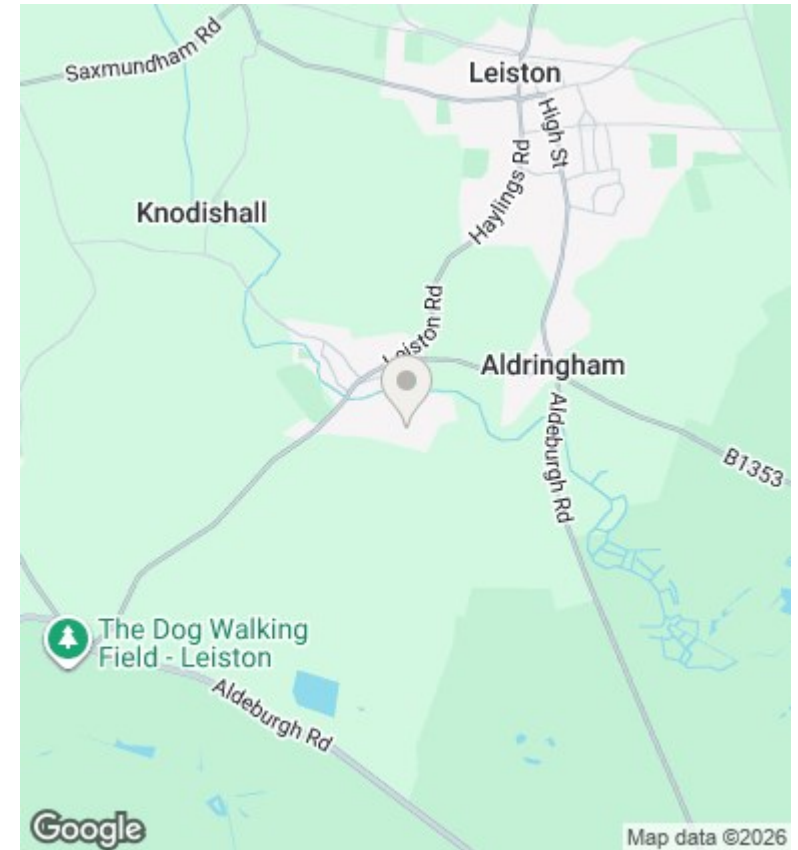 Saxmundham Rd
Leiston
High St
Haylings Rd
Knodishall
Leiston Rd
Aldringham
Aldeburgh Rd
B1353
The Dog Walking
Field - Leiston
Aldeburgh Rd
Google
Map data ©2026